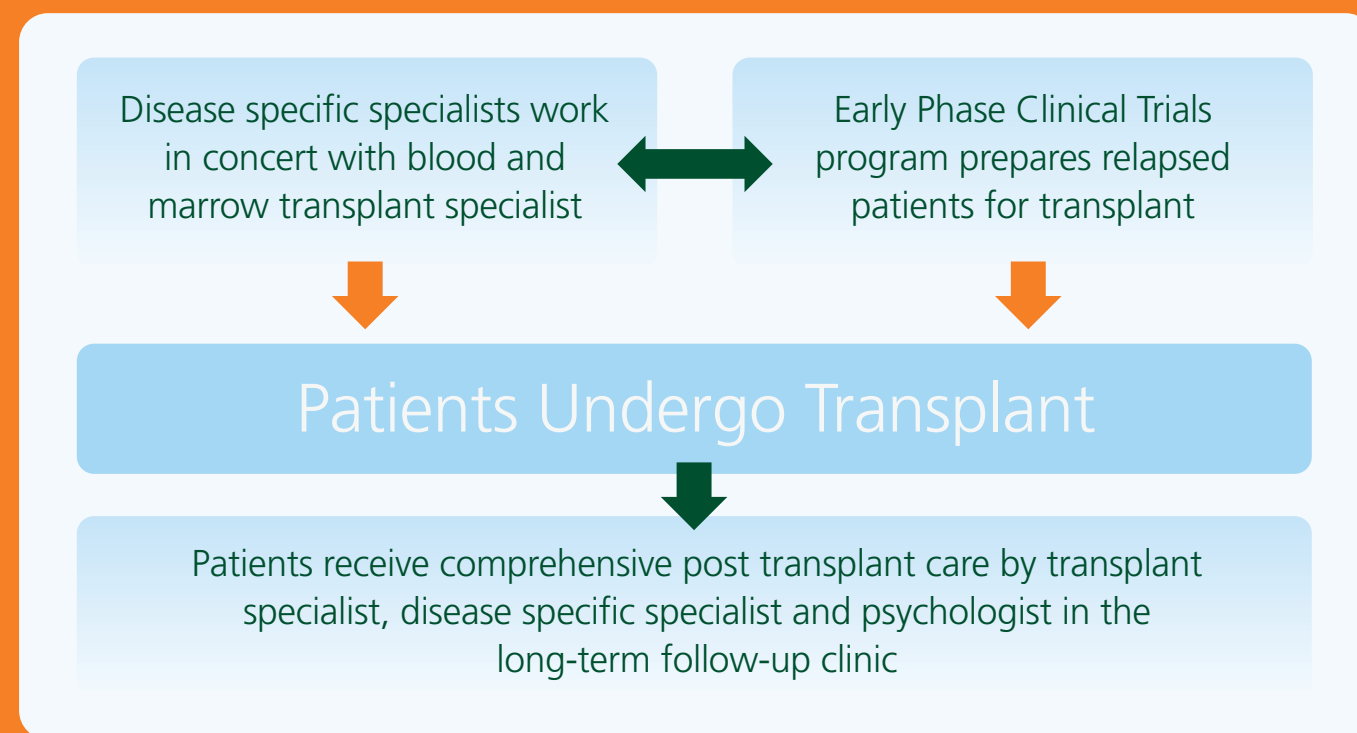 Disease specific specialists work
in concert with blood and
marrow transplant specialist
Early Phase Clinical Trials
program prepares relapsed
patients for transplant
Patients Undergo Transplant
Patients receive comprehensive post transplant care by transplant
specialist, disease specific specialist and psychologist in the
long-term follow-up clinic